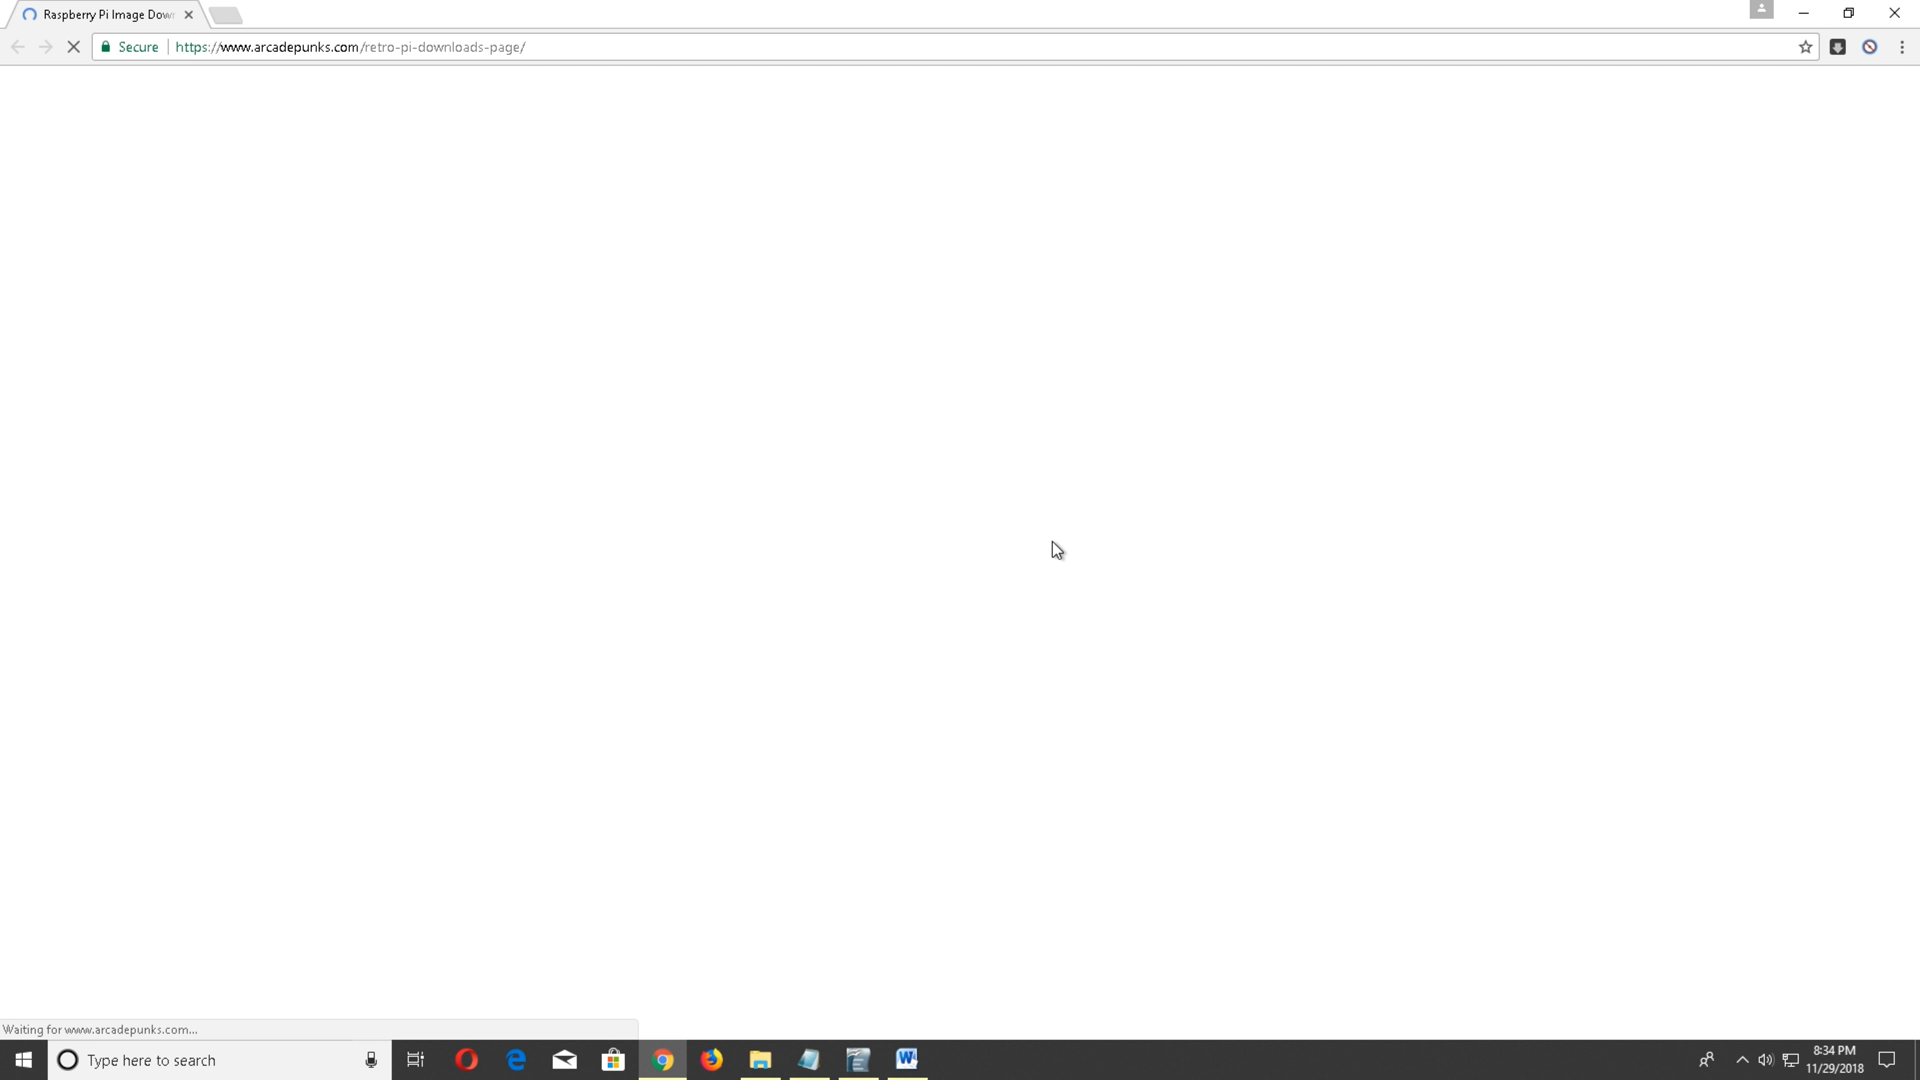 Raspberry Pi Image Dow
Secure
https://www.arcadepunks.com/retro-pi-downloads-page/
Waiting for www.arcadepunks.com...
Type here to search
8:34 PM
11/29/2018